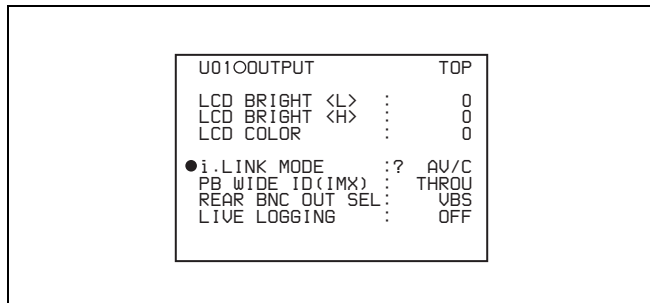 U01○OUTPUT TOP
LCD BRIGHT <L> : 0
LCD BRIGHT <H> : 0
LCD COLOR : 0
●i.LINK MODE :? AV/C
PB WIDE ID(IMX) : THROU
REAR BNC OUT SEL: VBS
LIVE LOGGING : OFF